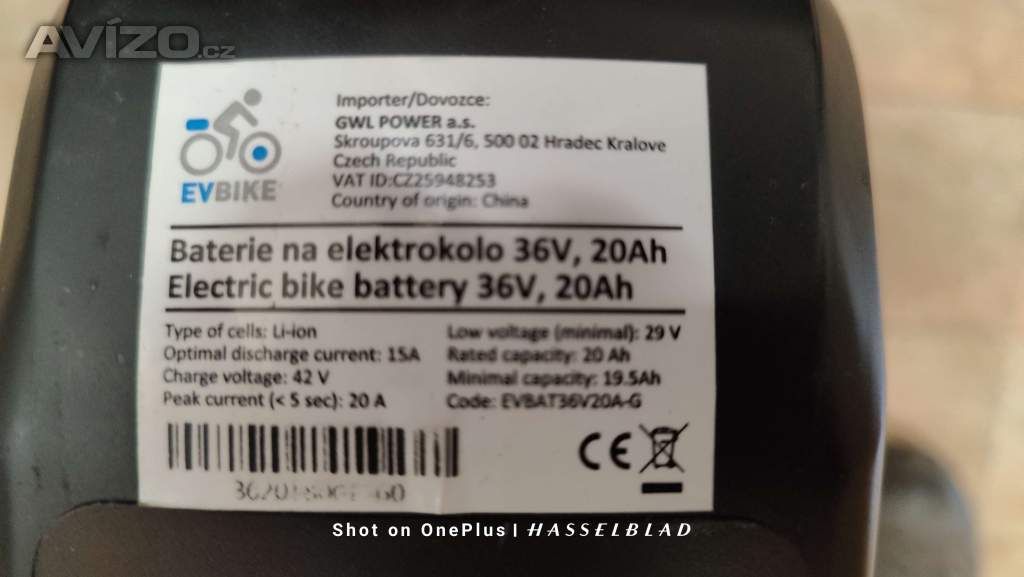 AVÍZO.cz
Importer/Dovozce:
GWL POWER a.s.
Skroupova 631/6, 500 02 Hradec Kralove
Czech Republic
VAT ID:CZ25948253
Country of origin: China
EVBIKE
Baterie na elektrokolo 36V, 20Ah
Electric bike battery 36V, 20Ah
Type of cells: Li-ion
Optimal discharge current: 15A
Charge voltage: 42 V
Peak current (< 5 sec): 20 A
Low voltage (minimal): 29 V
Rated capacity: 20 Ah
Minimal capacity: 19.5Ah
Code: EVBAT36V20A-G
CE
Shot on OnePlus | HASSELBLAD